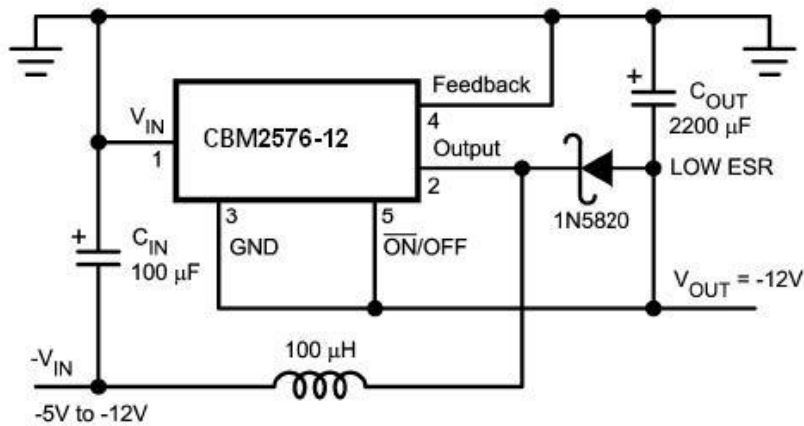 Feedback
+
C_OUT
2200 μF
V_IN
CBM2576-12
4
1
Output
2
LOW ESR
1N5820
3
5
+
C_IN
100 μF
GND
O̅N̅/OFF
V_OUT = -12V
100 μH
-V_IN
-5V to -12V